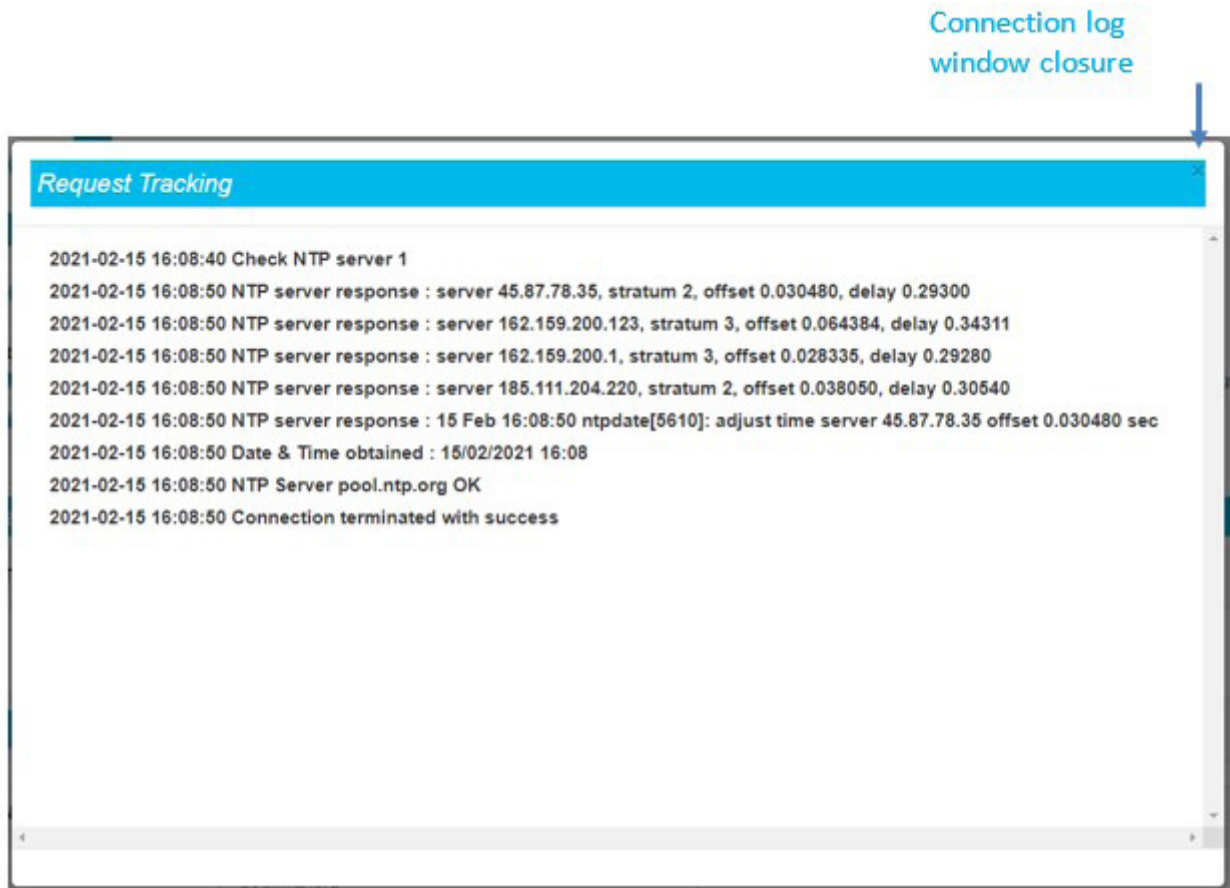 Connection log
window closure
Request Tracking
2021-02-15 16:08:40 Check NTP server 1
2021-02-15 16:08:50 NTP server response : server 45.87.78.35, stratum 2, offset 0.030480, delay 0.29300
2021-02-15 16:08:50 NTP server response : server 162.159.200.123, stratum 3, offset 0.064384, delay 0.34311
2021-02-15 16:08:50 NTP server response : server 162.159.200.1, stratum 3, offset 0.028335, delay 0.29280
2021-02-15 16:08:50 NTP server response : server 185.111.204.220, stratum 2, offset 0.038050, delay 0.30540
2021-02-15 16:08:50 NTP server response : 15 Feb 16:08:50 ntpdate[5610]: adjust time server 45.87.78.35 offset 0.030480 sec
2021-02-15 16:08:50 Date & Time obtained : 15/02/2021 16:08
2021-02-15 16:08:50 NTP Server pool.ntp.org OK
2021-02-15 16:08:50 Connection terminated with success